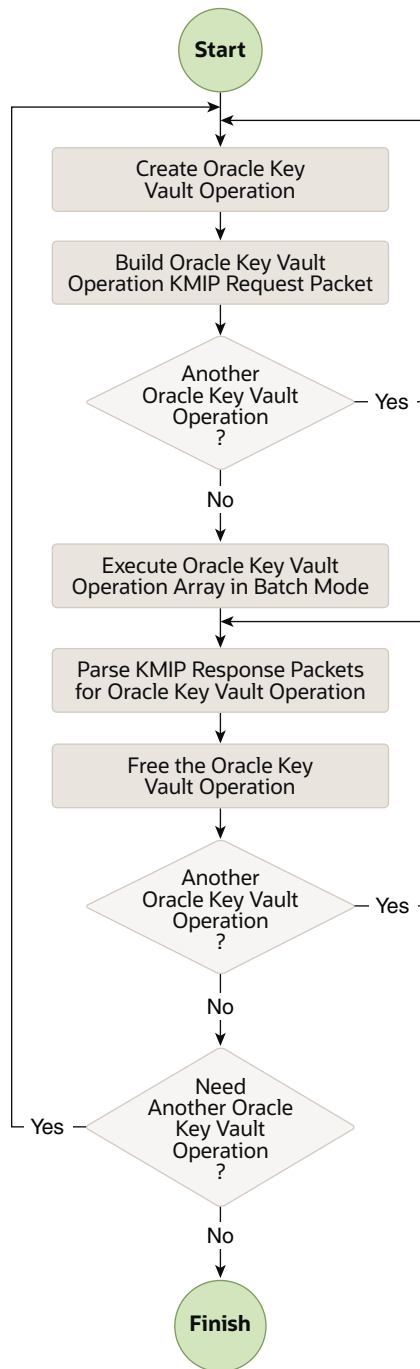 Start
Create Oracle Key
Vault Operation
Build Oracle Key Vault
Operation KMIP Request Packet
Another
Oracle Key Vault
Operation
?
Yes
No
Execute Oracle Key Vault
Operation Array in Batch Mode
Parse KMIP Response Packets
for Oracle Key Vault Operation
Free the Oracle Key
Vault Operation
Another
Oracle Key Vault
Operation
?
Yes
No
Need
Another Oracle
Key Vault
Operation
?
Yes
No
Finish